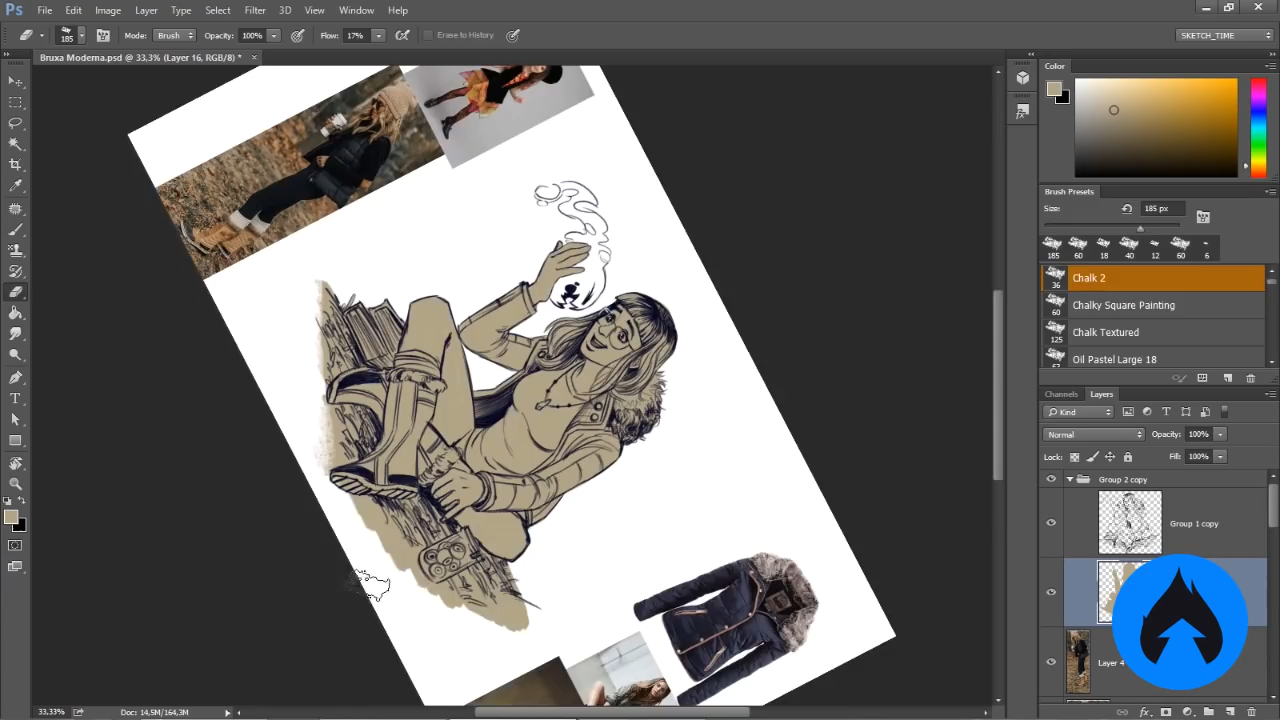 Ps File Edit Image Layer Type Select Filter 3D View Window Help
185 Mode: Brush Opacity: 100% Flow: 17% Erase to History SKETCH_TIME
Bruxa Moderna.psd @ 33,3% (Layer 16, RGB/8) *
Color
Brush Presets
Size: 185 px
185 60 18 40 12 60 6
36 Chalk 2
60 Chalky Square Painting
125 Chalk Textured
Oil Pastel Large 18
Channels Layers
Kind
Normal Opacity: 100%
Lock: Fill: 100%
Group 2 copy
Group 1 copy
Layer 4
33,33% Doc: 14,5M/164,3M